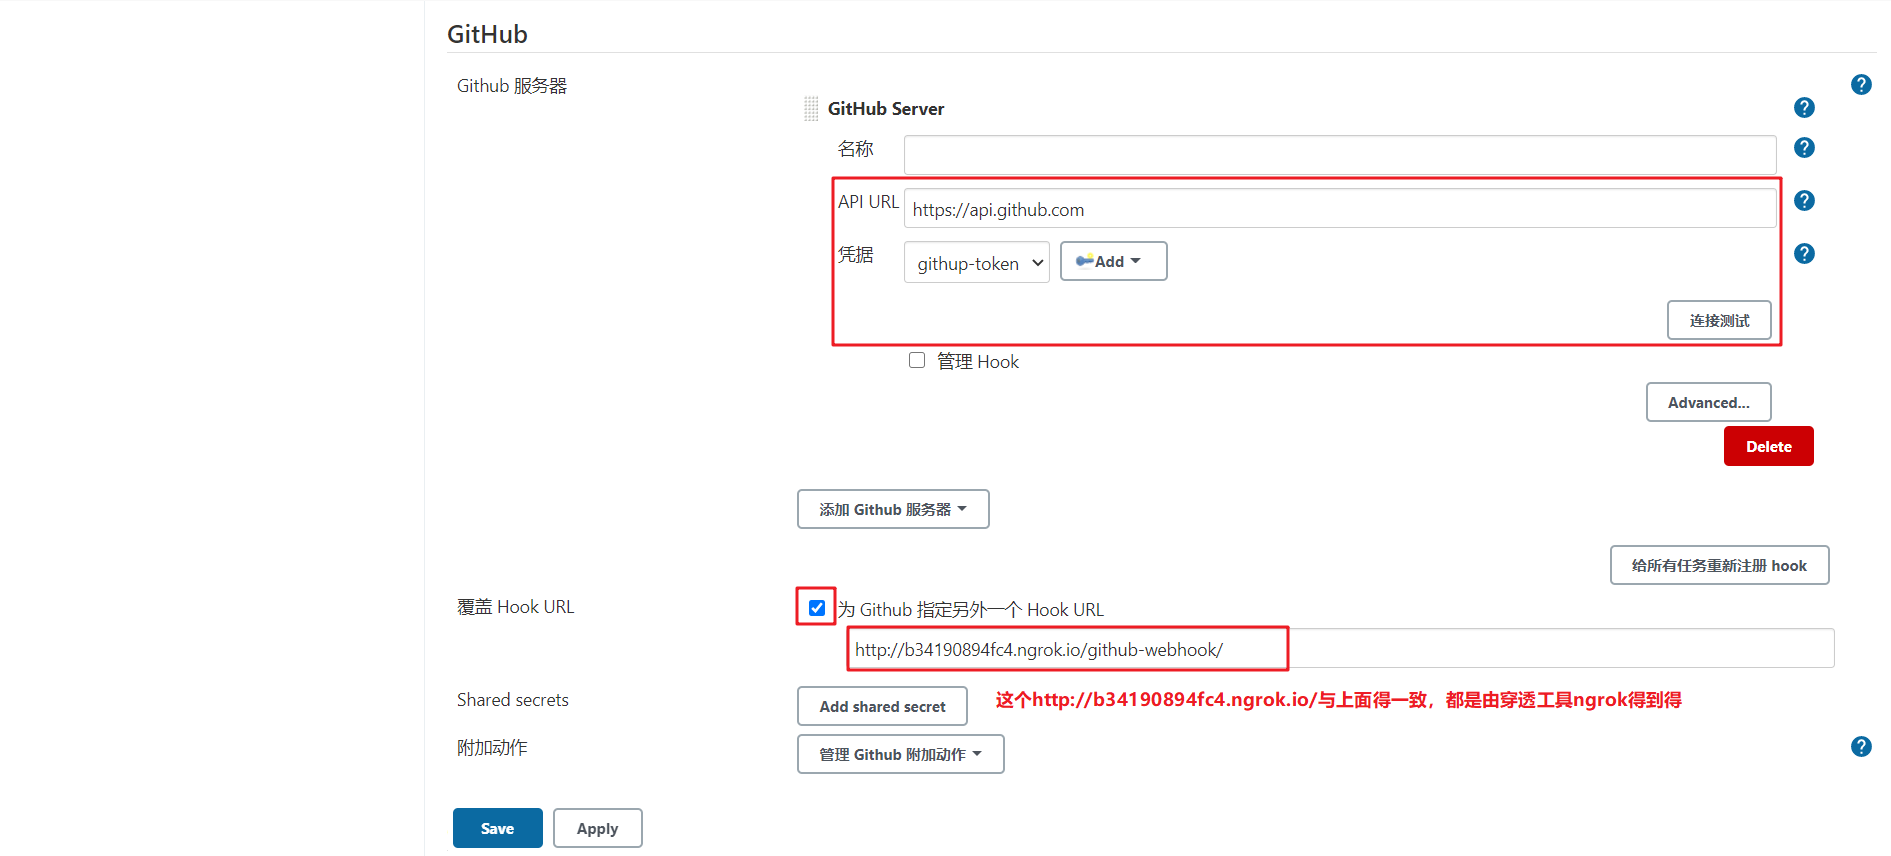 GitHub
Github 服务器
?
GitHub Server
?
名称
?
API URL
https://api.github.com
?
凭据
githup-token
Add
?
连接测试
管理 Hook
Advanced...
Delete
添加 Github 服务器
给所有任务重新注册 hook
覆盖 Hook URL
为 Github 指定另外一个 Hook URL
http://b34190894fc4.ngrok.io/github-webhook/
Shared secrets
Add shared secret
这个http://b34190894fc4.ngrok.io/与上面得一致，都是由穿透工具ngrok得到得
附加动作
管理 Github 附加动作
?
Save
Apply